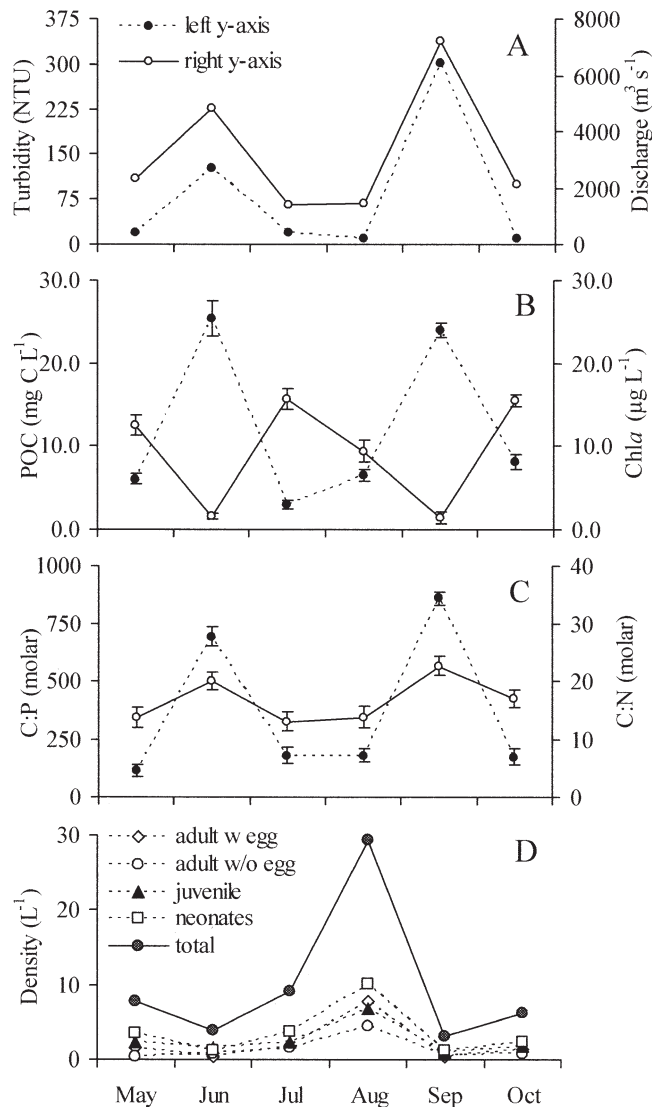 375
300
225
150
75
0
Turbidity (NTU)
left y-axis
right y-axis
A
8000
6000
4000
2000
0
Discharge (m³ s⁻¹)
30.0
20.0
10.0
0.0
POC (mg C L⁻¹)
B
30.0
20.0
10.0
0.0
Chla (µg L⁻¹)
1000
750
500
250
0
C:P (molar)
C
40
30
20
10
0
C:N (molar)
30
20
10
0
Density (L⁻¹)
adult w egg
adult w/o egg
juvenile
neonates
total
D
May Jun Jul Aug Sep Oct